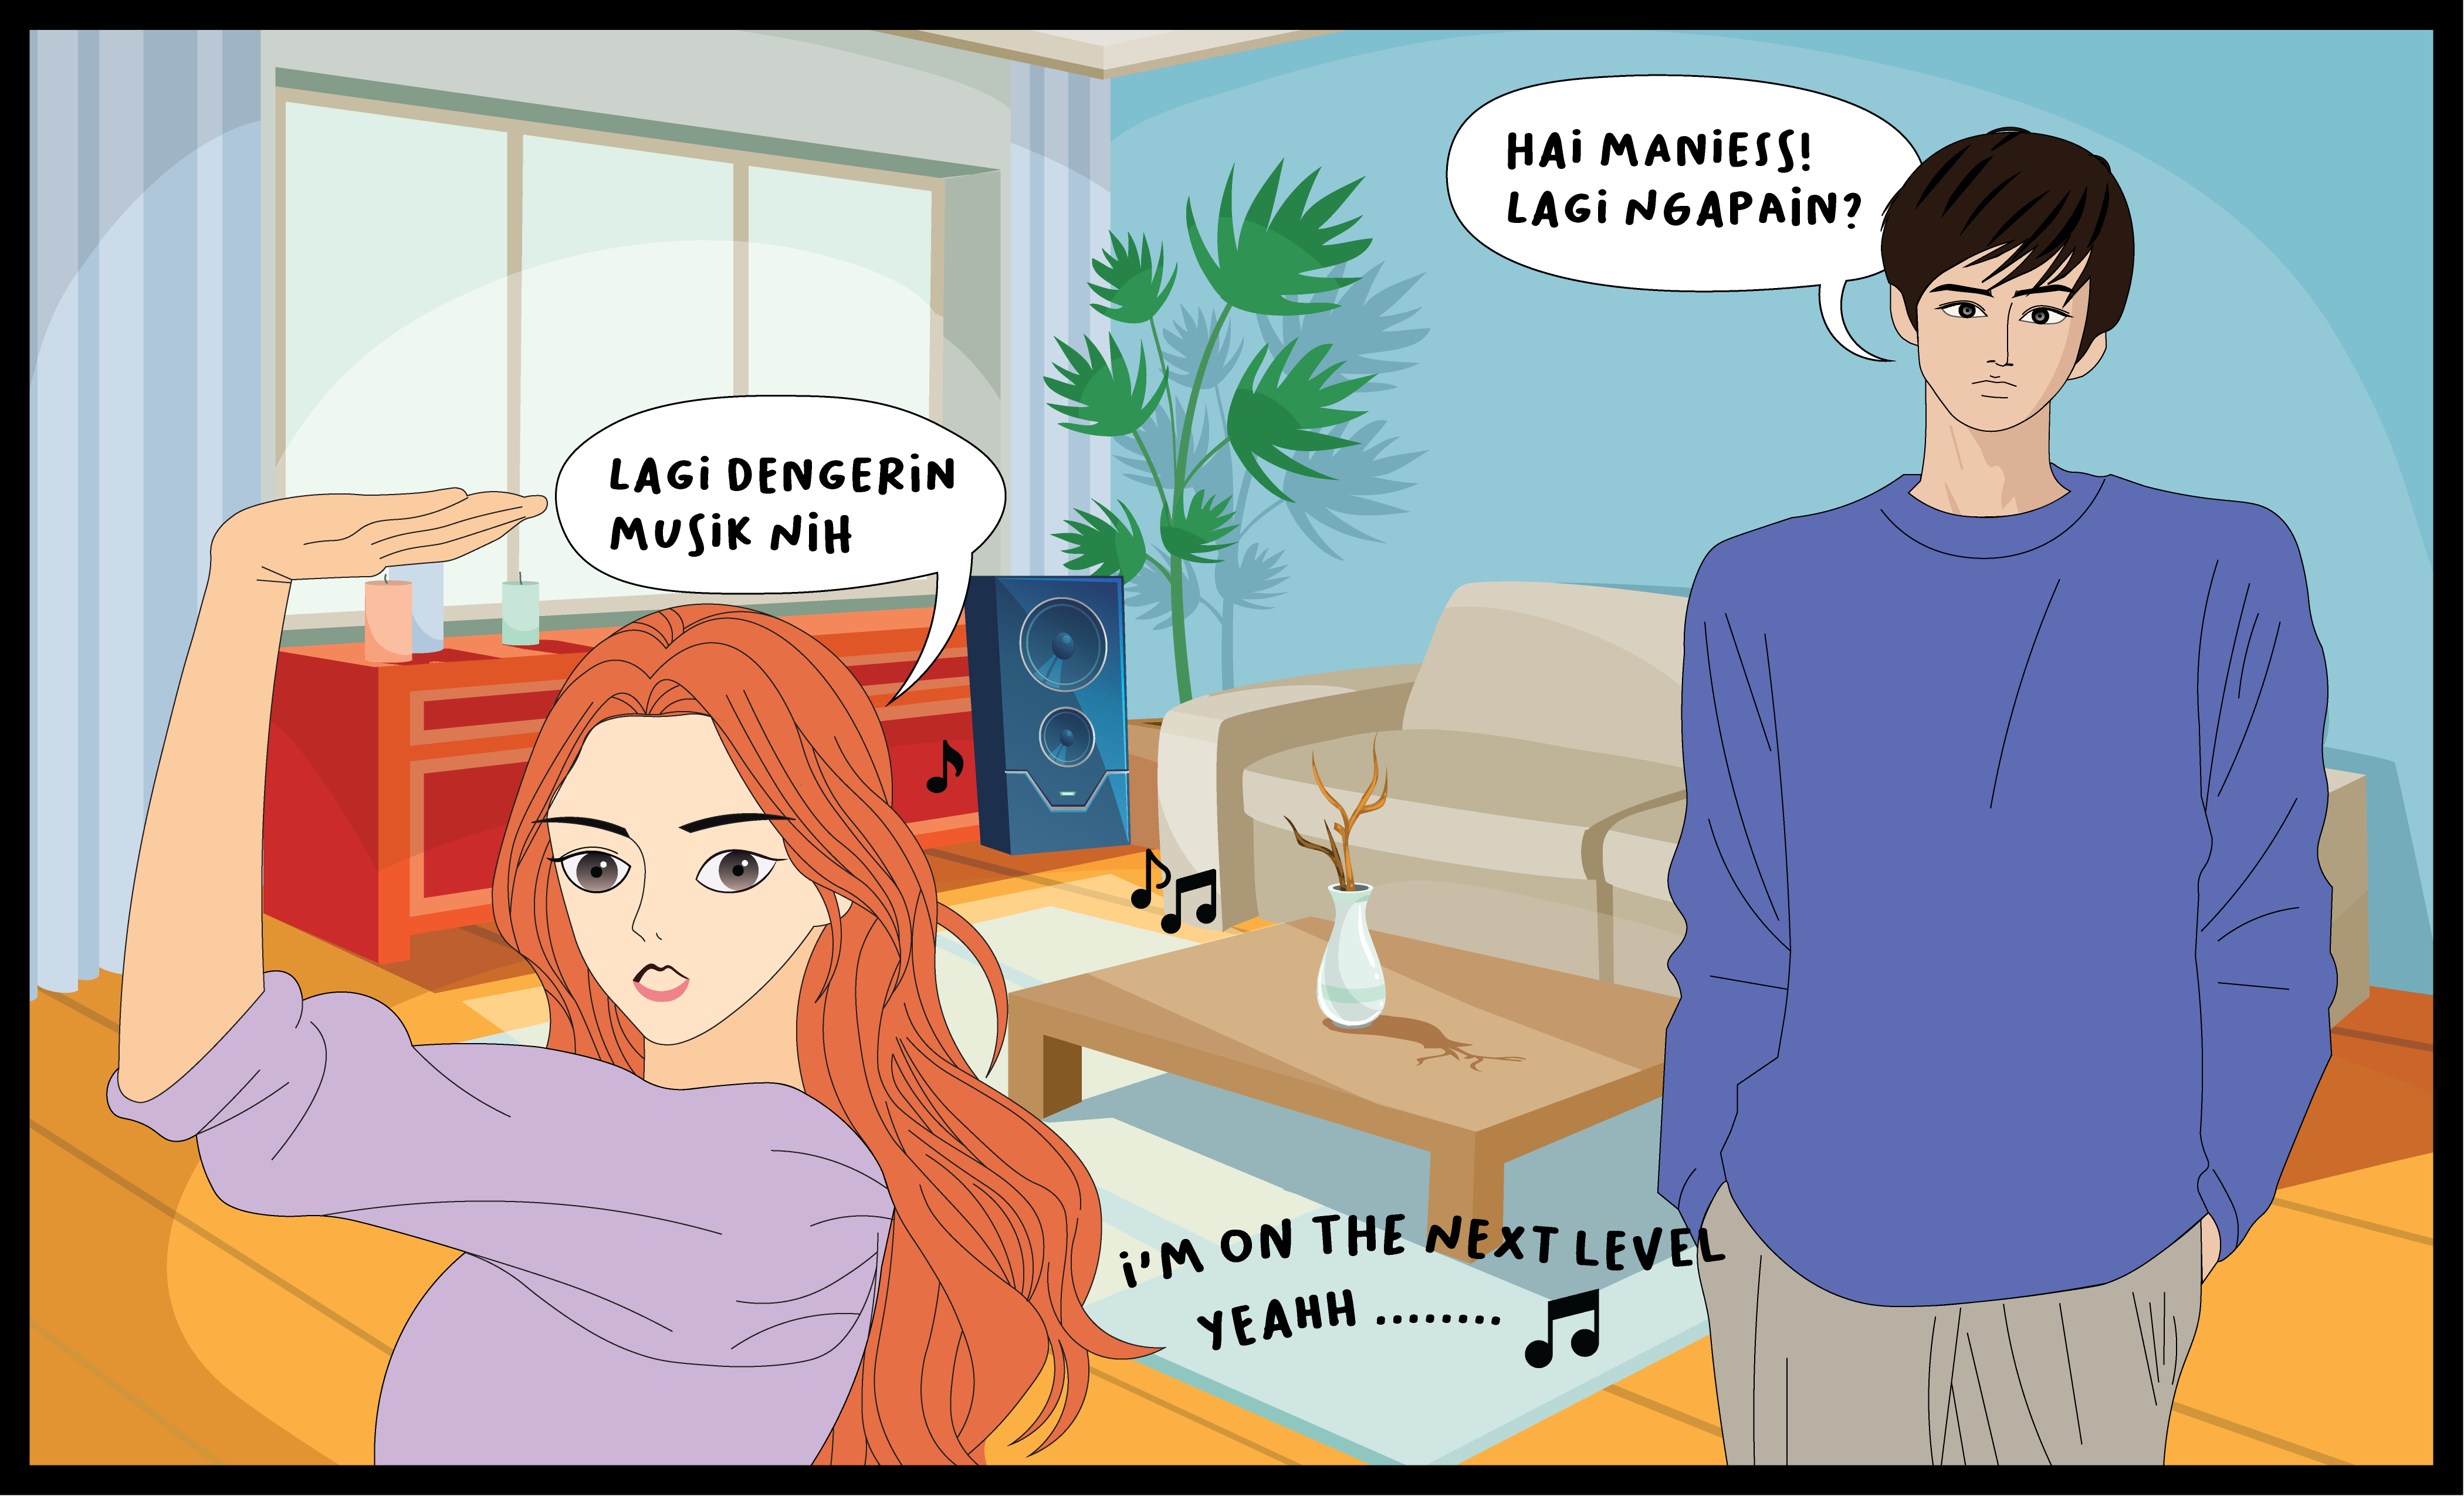 HAi MANiESS!
LAGi NGAPAiN?
LAGi DENGERiN
MUSiK NiH
i'M ON THE NEXT LEVEL
YEAHH ........